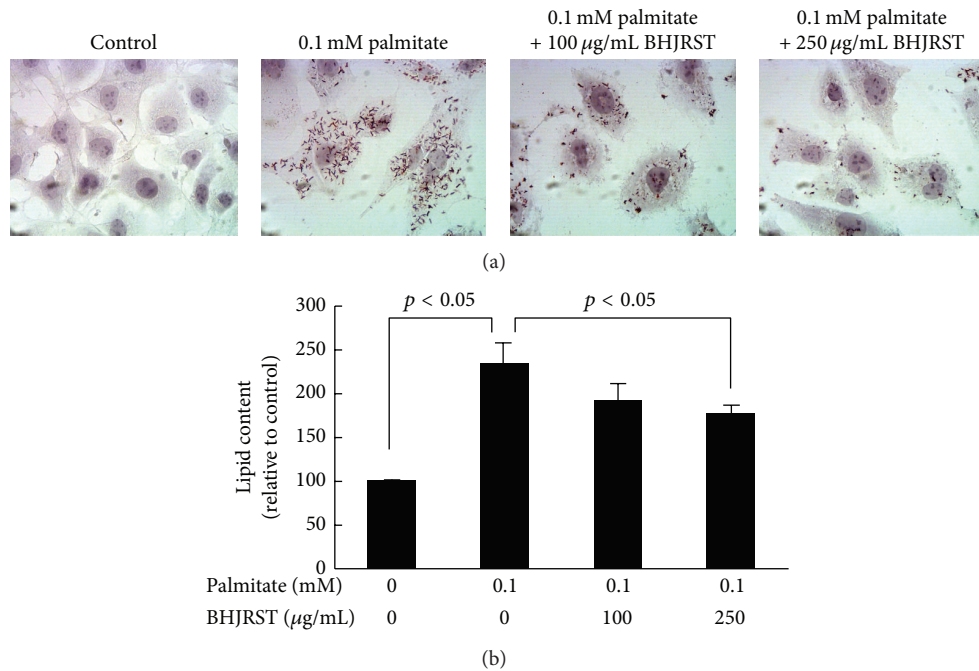 Control
0.1 mM palmitate
0.1 mM palmitate
+ 100 μg/mL BHJRST
0.1 mM palmitate
+ 250 μg/mL BHJRST
(a)
p < 0.05
p < 0.05
300
250
200
150
100
50
0
Lipid content
(relative to control)
Palmitate (mM) 0 0.1 0.1 0.1
BHJRST (μg/mL) 0 0 100 250
(b)